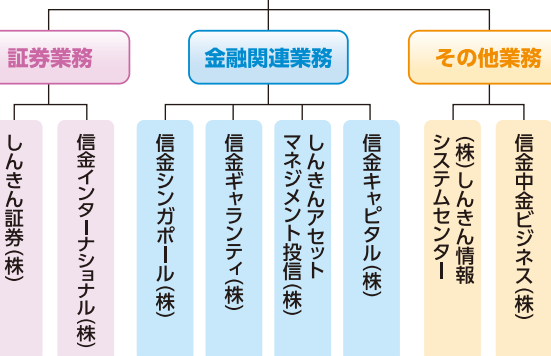 証券業務
金融関連業務
その他業務
しんきん証券(株)
信金インターナショナル(株)
信金シンガポール(株)
信金ギャランティ(株)
しんきんアセット
マネジメント投信(株)
信金キャピタル(株)
(株)しんきん情報
システムセンター
信金中金ビジネス(株)